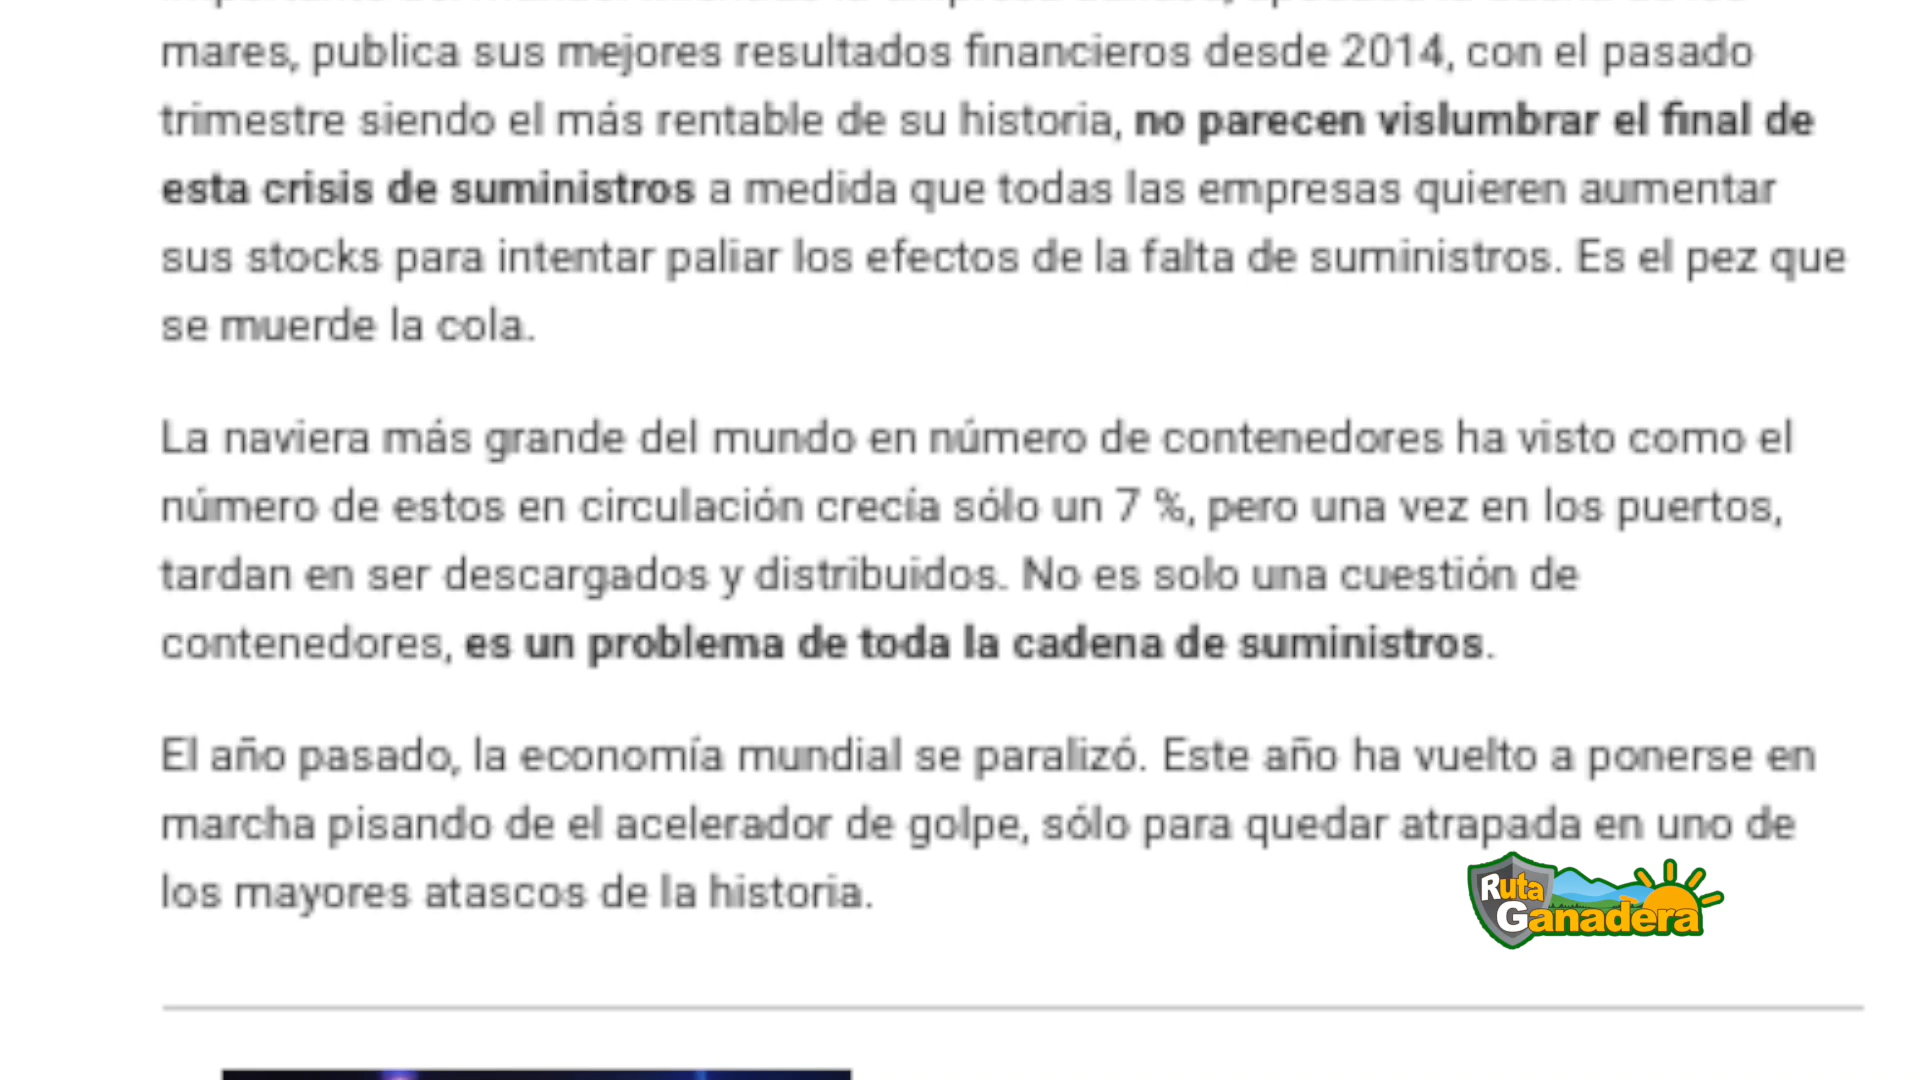 mares, publica sus mejores resultados financieros desde 2014, con el pasado
trimestre siendo el más rentable de su historia, no parecen vislumbrar el final de
esta crisis de suministros a medida que todas las empresas quieren aumentar
sus stocks para intentar paliar los efectos de la falta de suministros. Es el pez que
se muerde la cola.
La naviera más grande del mundo en número de contenedores ha visto como el
número de estos en circulación crecía sólo un 7 %, pero una vez en los puertos,
tardan en ser descargados y distribuidos. No es solo una cuestión de
contenedores, es un problema de toda la cadena de suministros.
El año pasado, la economía mundial se paralizó. Este año ha vuelto a ponerse en
marcha pisando de el acelerador de golpe, sólo para quedar atrapada en uno de
los mayores atascos de la historia.
Ruta
Ganadera